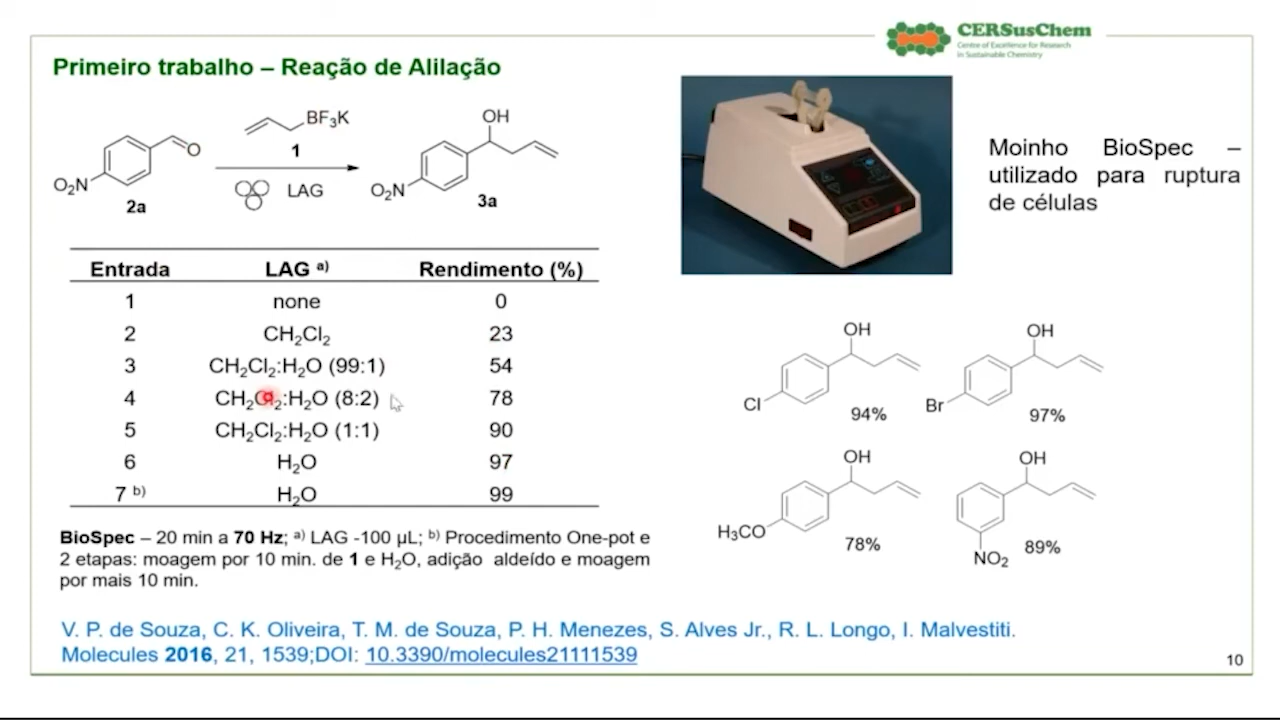 CERSusChem
Centre of Excellence for Research
in Sustainable Chemistry
Primeiro trabalho – Reação de Alilação
BF₃K
1
O
O₂N
2a
LAG
OH
O₂N
3a
Moinho BioSpec –
utilizado para ruptura
de células
Entrada LAG ᵃ⁾ Rendimento (%)
1 none 0
2 CH₂Cl₂ 23
3 CH₂Cl₂:H₂O (99:1) 54
4 CH₂Cl₂:H₂O (8:2) 78
5 CH₂Cl₂:H₂O (1:1) 90
6 H₂O 97
7 ᵇ⁾ H₂O 99
OH
Cl
94%
OH
Br
97%
OH
H₃CO
78%
OH
NO₂
89%
BioSpec – 20 min a 70 Hz; ᵃ⁾ LAG -100 µL; ᵇ⁾ Procedimento One-pot e
2 etapas: moagem por 10 min. de 1 e H₂O, adição aldeído e moagem
por mais 10 min.
V. P. de Souza, C. K. Oliveira, T. M. de Souza, P. H. Menezes, S. Alves Jr., R. L. Longo, I. Malvestiti.
Molecules 2016, 21, 1539;DOI: 10.3390/molecules21111539
10